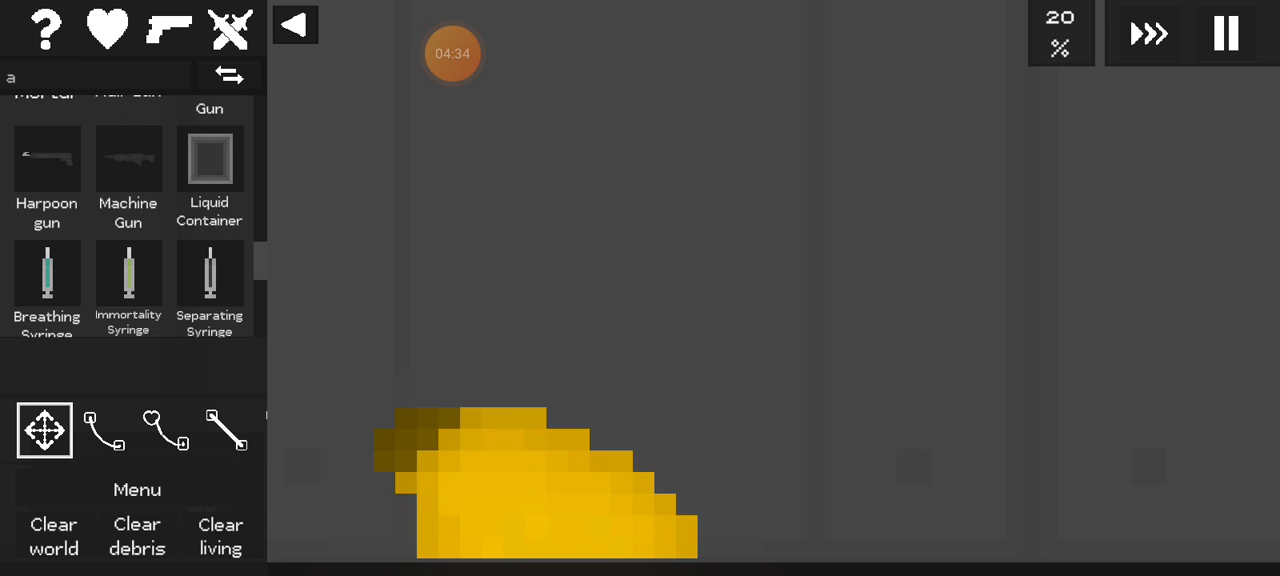 04:34
20
%
a
Gun
Harpoon
gun
Machine
Gun
Liquid
Container
Breathing
Syringe
Immortality
Syringe
Separating
Syringe
Menu
Clear
world
Clear
debris
Clear
living